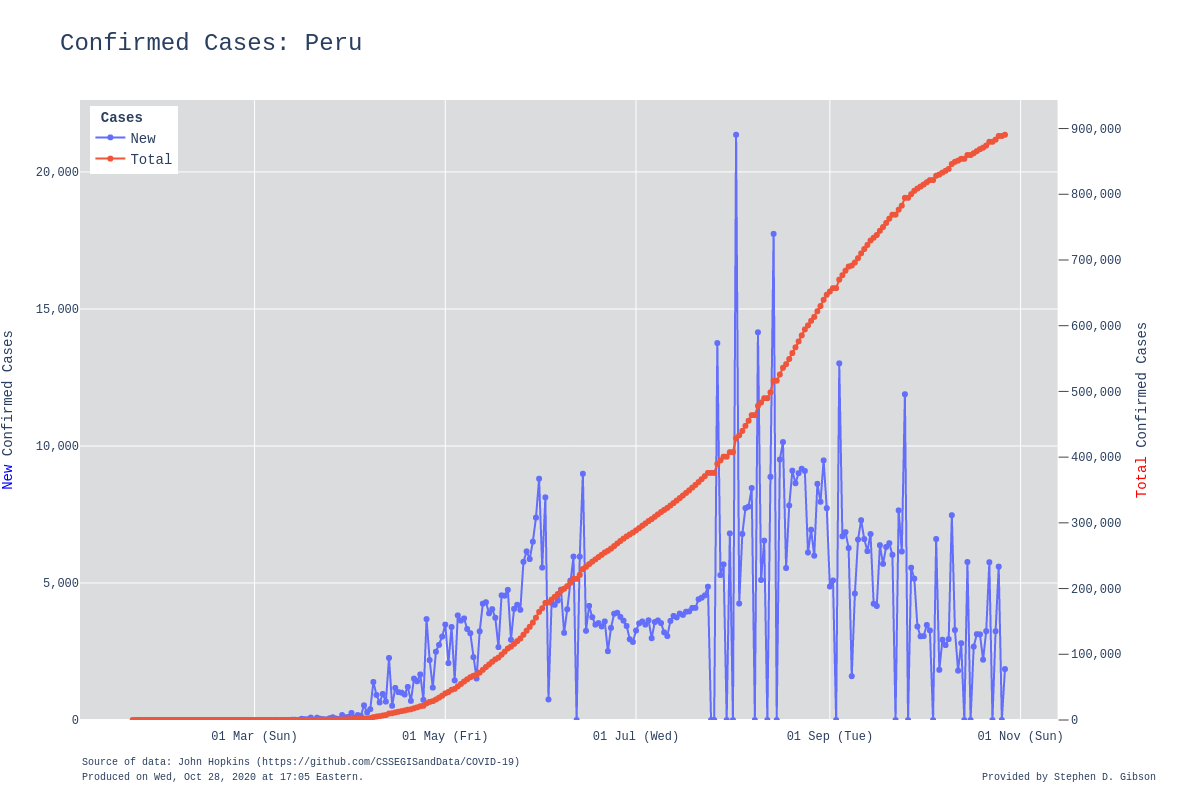 Confirmed Cases: Peru
Cases
New
Total
20,000
15,000
10,000
5,000
0
New Confirmed Cases
900,000
800,000
700,000
600,000
500,000
400,000
300,000
200,000
100,000
0
Total Confirmed Cases
01 Mar (Sun)
01 May (Fri)
01 Jul (Wed)
01 Sep (Tue)
01 Nov (Sun)
Source of data: John Hopkins (https://github.com/CSSEGISandData/COVID-19)
Produced on Wed, Oct 28, 2020 at 17:05 Eastern.
Provided by Stephen D. Gibson